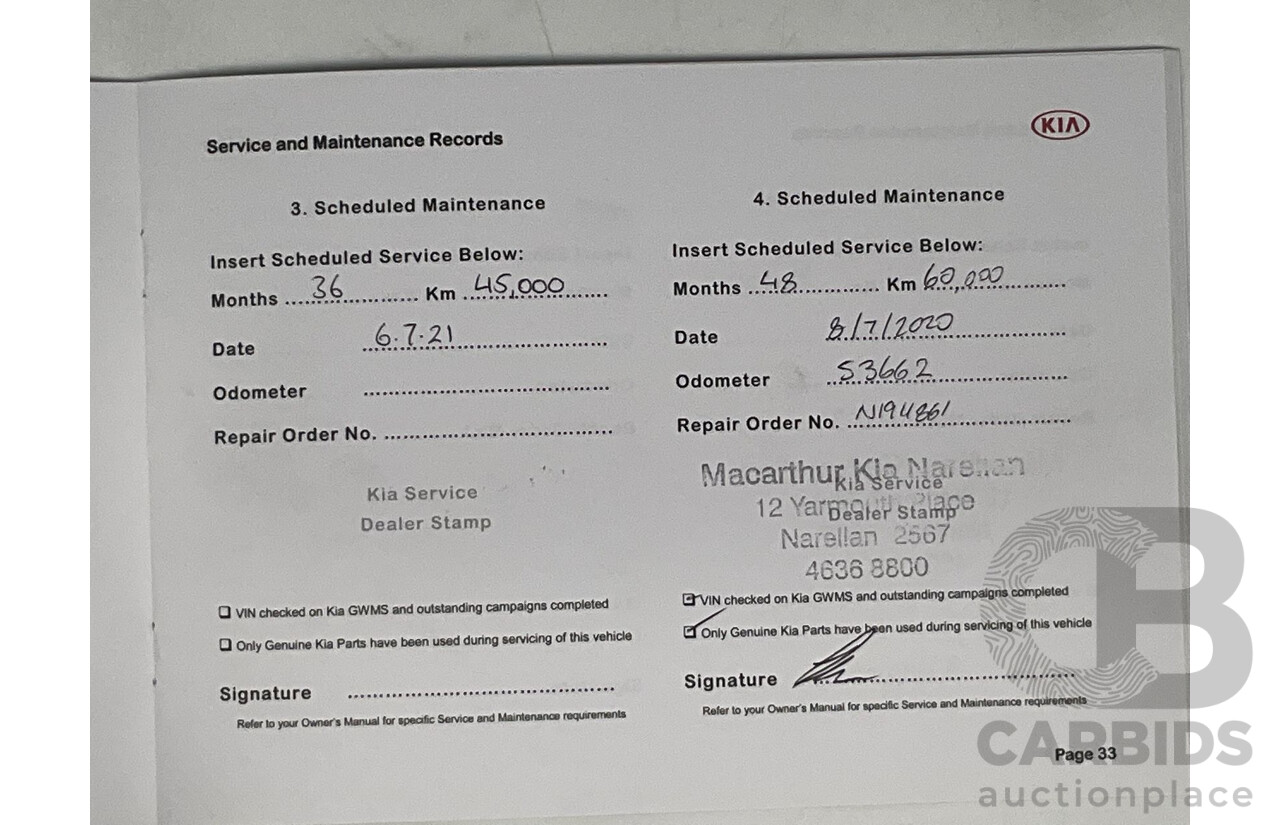 Service and Maintenance Records
KIA
3. Scheduled Maintenance
Insert Scheduled Service Below:
Months 36 Km 45,000
Date 6.7.21
Odometer
Repair Order No.
Kia Service
Dealer Stamp
VIN checked on Kia GWMS and outstanding campaigns completed
Only Genuine Kia Parts have been used during servicing of this vehicle
Signature
Refer to your Owner's Manual for specific Service and Maintenance requirements
4. Scheduled Maintenance
Insert Scheduled Service Below:
Months 48 Km 60,000
Date 8/7/2020
Odometer 53662
Repair Order No. N194861
Macarthur Kia Narellan
Kia Service
12 Yarmouth Place
Dealer Stamp
Narellan 2567
4636 8800
VIN checked on Kia GWMS and outstanding campaigns completed
Only Genuine Kia Parts have been used during servicing of this vehicle
Signature
Refer to your Owner's Manual for specific Service and Maintenance requirements
Page 33
CB
CARBIDS
auctionplace